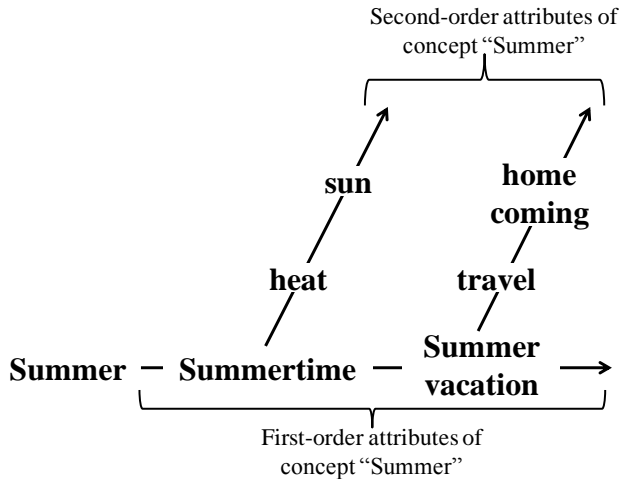 Second-order attributes of
concept “Summer”
sun
home
coming
heat
travel
Summer
Summertime
Summer
vacation
First-order attributes of
concept “Summer”